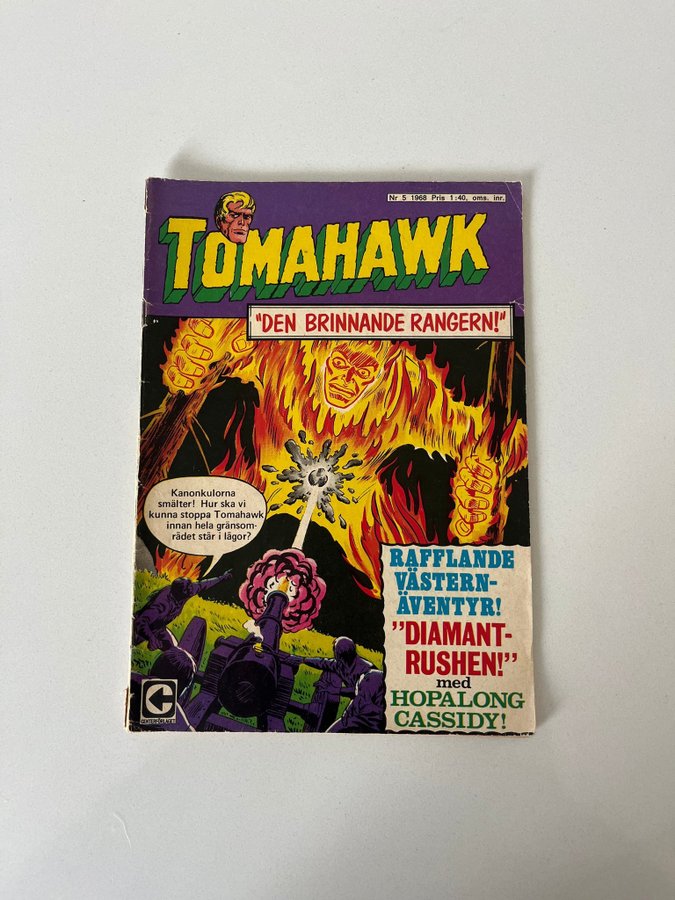 Nr 5 1968 Pris 1:40, oms. inr.
TOMAHAWK
"DEN BRINNANDE RANGERN!"
Kanonkulorna
smälter! Hur ska vi
kunna stoppa Tomahawk
innan hela gränsom-
rådet står i lågor?
RAFFLANDE
VÄSTERN-
ÄVENTYR!
"DIAMANT-
RUSHEN!"
med
HOPALONG
CASSIDY!
C
CENTERFÖRLAGET